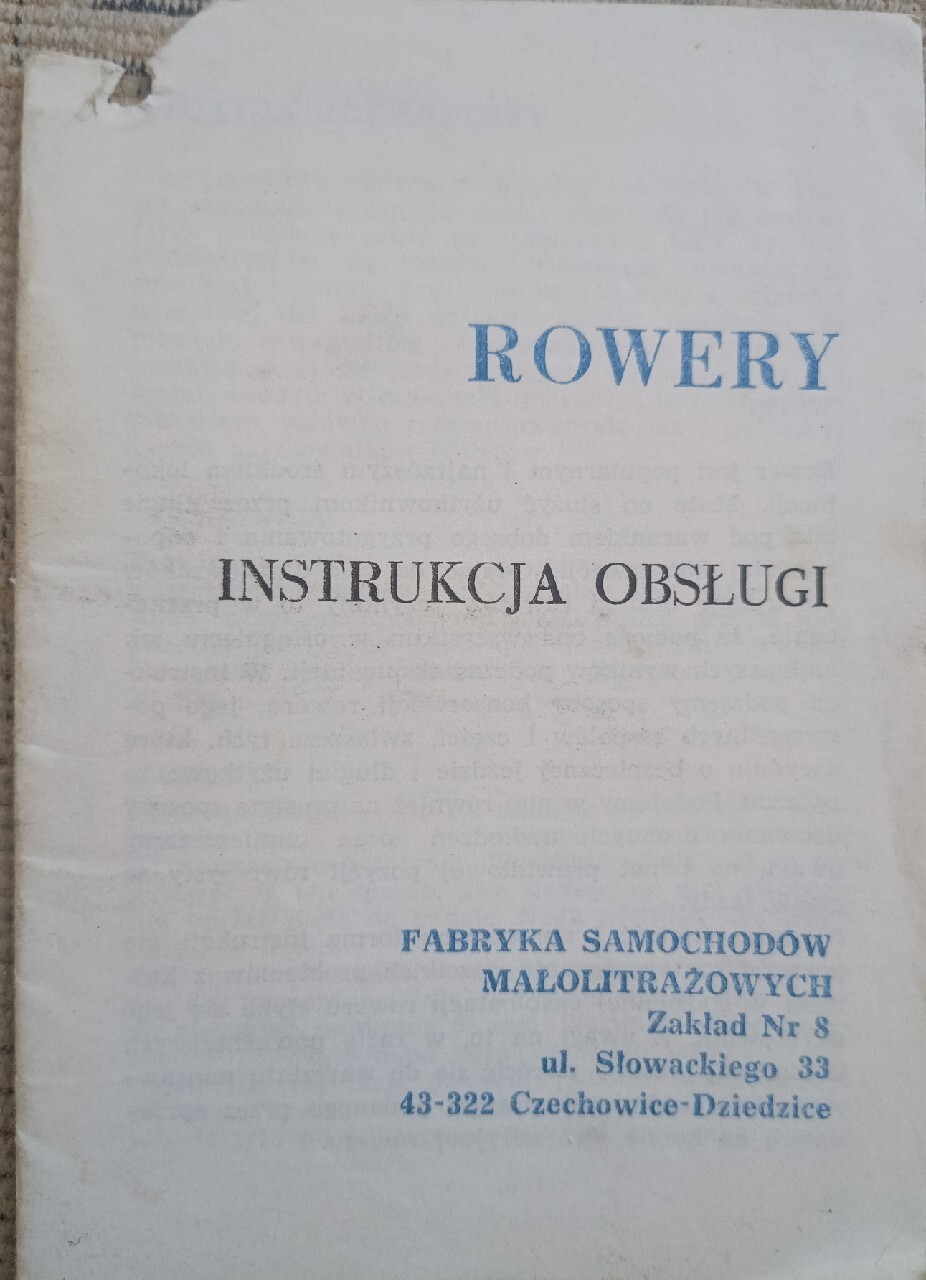 ROWERY
INSTRUKCJA OBSŁUGI
FABRYKA SAMOCHODÓW
MAŁOLITRAŻOWYCH
Zakład Nr 8
ul. Słowackiego 33
43-322 Czechowice-Dziedzice